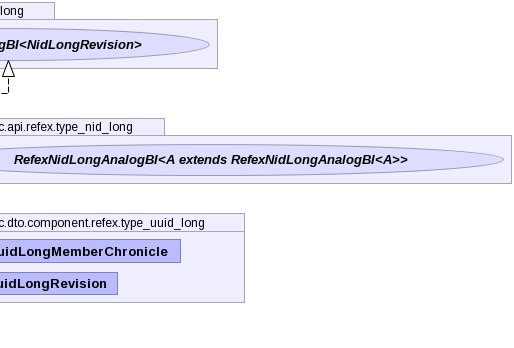 long
gBI<NidLongRevision>
c.api.refex.type_nid_long
RefexNidLongAnalogBI<A extends RefexNidLongAnalogBI<A>>
c.dto.component.refex.type_uuid_long
uidLongMemberChronicle
uidLongRevision